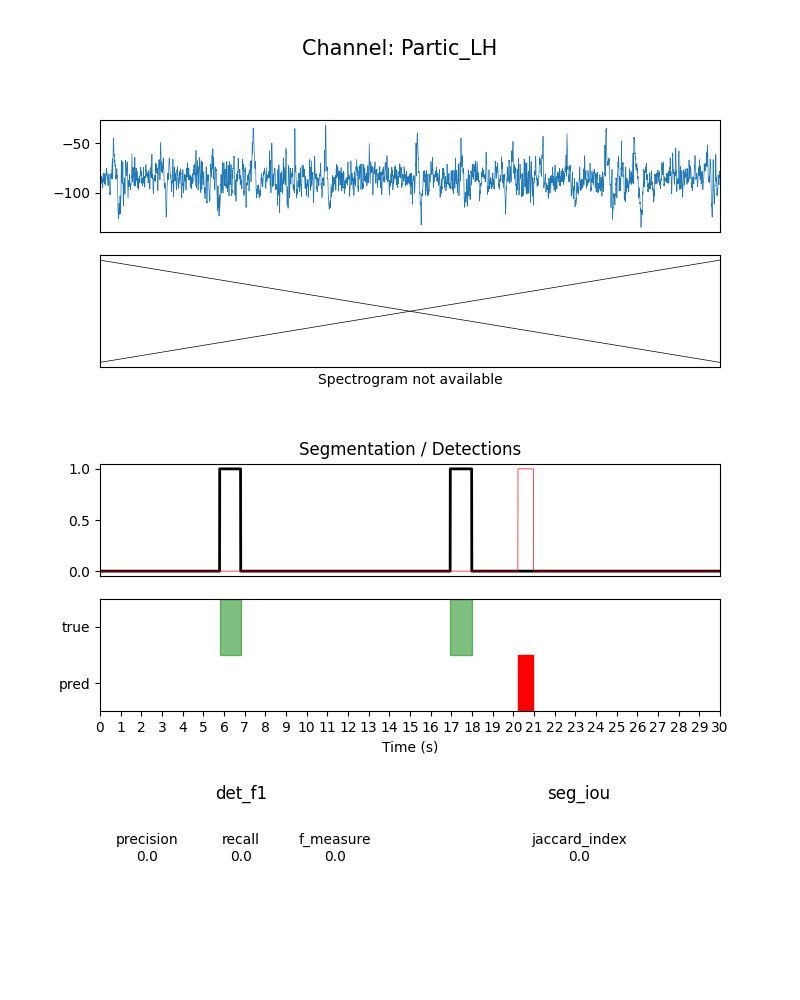 Channel: Partic_LH
−50
−100
Spectrogram not available
Segmentation / Detections
1.0
0.5
0.0
true
pred
0 1 2 3 4 5 6 7 8 9 10 11 12 13 14 15 16 17 18 19 20 21 22 23 24 25 26 27 28 29 30
Time (s)
det_f1 seg_iou
precision recall f_measure jaccard_index
0.0 0.0 0.0 0.0